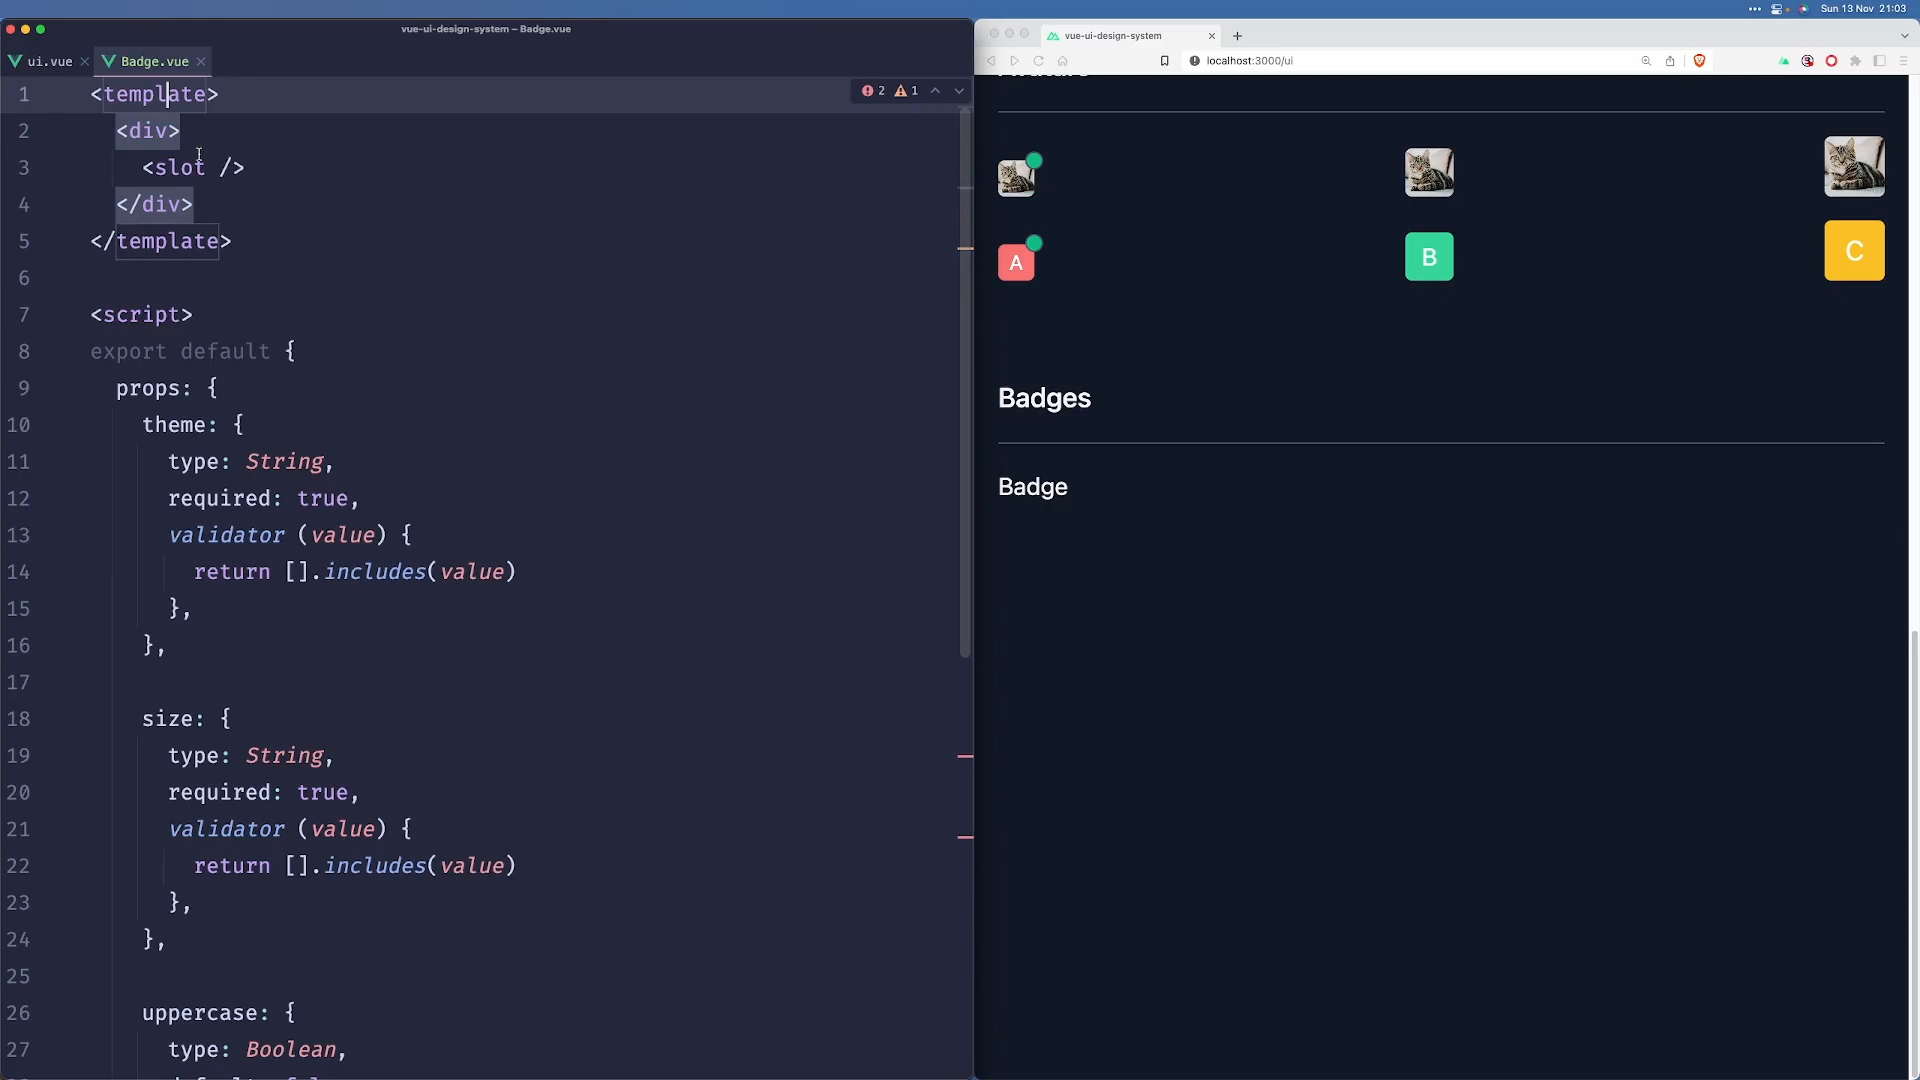 Sun 13 Nov 21:03
vue-ui-design-system – Badge.vue
ui.vue
Badge.vue
1 <template>
2 <div>
3 <slot />
4 </div>
5 </template>
6
7 <script>
8 export default {
9 props: {
10 theme: {
11 type: String,
12 required: true,
13 validator (value) {
14 return [].includes(value)
15 },
16 },
17
18 size: {
19 type: String,
20 required: true,
21 validator (value) {
22 return [].includes(value)
23 },
24 },
25
26 uppercase: {
27 type: Boolean,
2 1
vue-ui-design-system
localhost:3000/ui
A
B
C
Badges
Badge